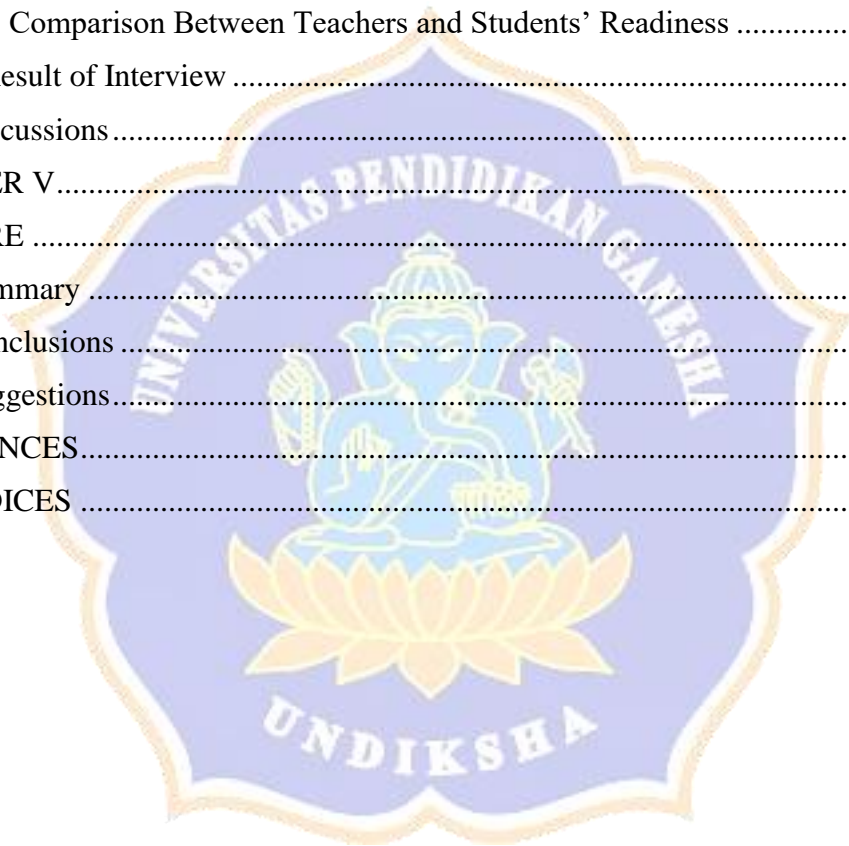 Comparison Between Teachers and Students’ Readiness ..............
esult of Interview ..............................................................................
cussions.............................................................................................
ER V...................................................................................................
RE ......................................................................................................
mmary ...............................................................................................
nclusions ...........................................................................................
ggestions............................................................................................
NCES.................................................................................................
DICES ................................................................................................
UNIVERSITAS PENDIDIKAN GANESHA
UNDIKSHA